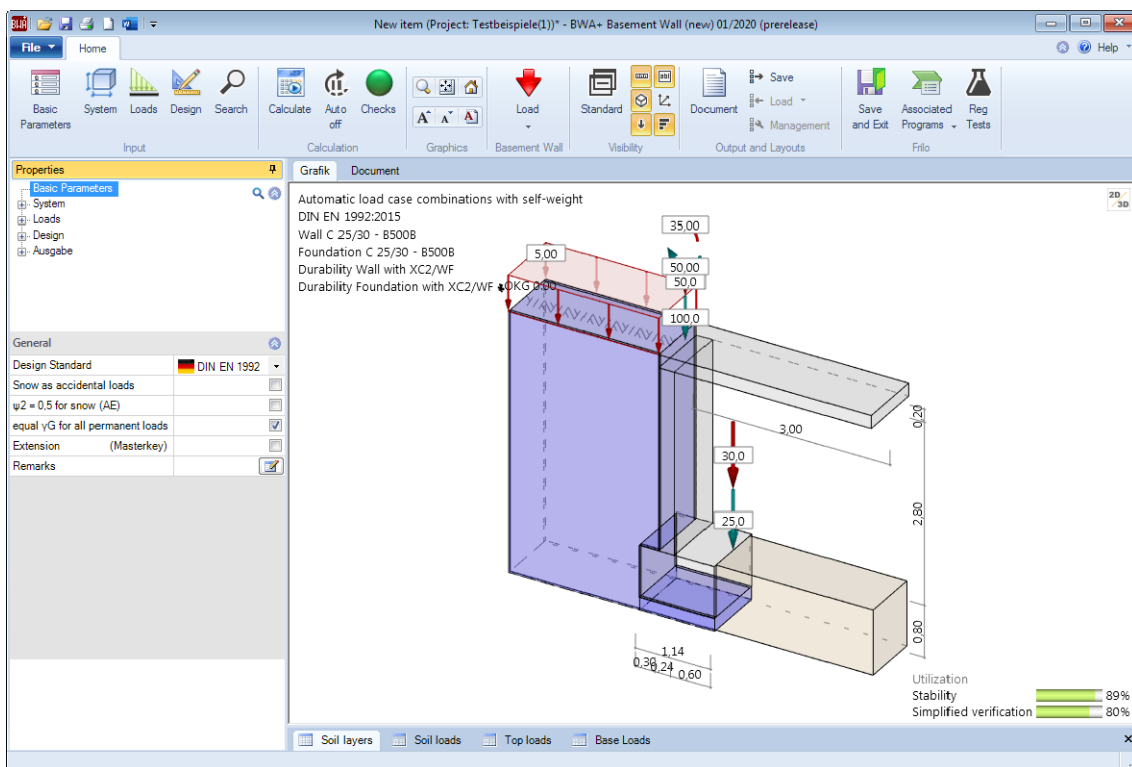 New item (Project: Testbeispiele(1))* - BWA+ Basement Wall (new) 01/2020 (prerelease)
File
Home
Help
Basic Parameters
System
Loads
Design
Search
Calculate
Auto off
Checks
Load
Standard
Document
Save
Load
Management
Save and Exit
Associated Programs
Reg Tests
Input
Calculation
Graphics
Basement Wall
Visibility
Output and Layouts
Frilo
Properties
Basic Parameters
System
Loads
Design
Ausgabe
General
Design Standard DIN EN 1992
Snow as accidental loads
ψ2 = 0,5 for snow (AE)
equal γG for all permanent loads
Extension (Masterkey)
Remarks
Grafik
Document
2D/3D
Automatic load case combinations with self-weight
DIN EN 1992:2015
Wall C 25/30 - B500B
Foundation C 25/30 - B500B
Durability Wall with XC2/WF
Durability Foundation with XC2/WF
OKG 0.00
35,00
5,00
50,00
50,0
100,0
0,20
3,00
30,0
2,80
25,0
0,80
1,14
0,30
0,24
0,60
Utilization
Stability 89%
Simplified verification 80%
Soil layers
Soil loads
Top loads
Base Loads